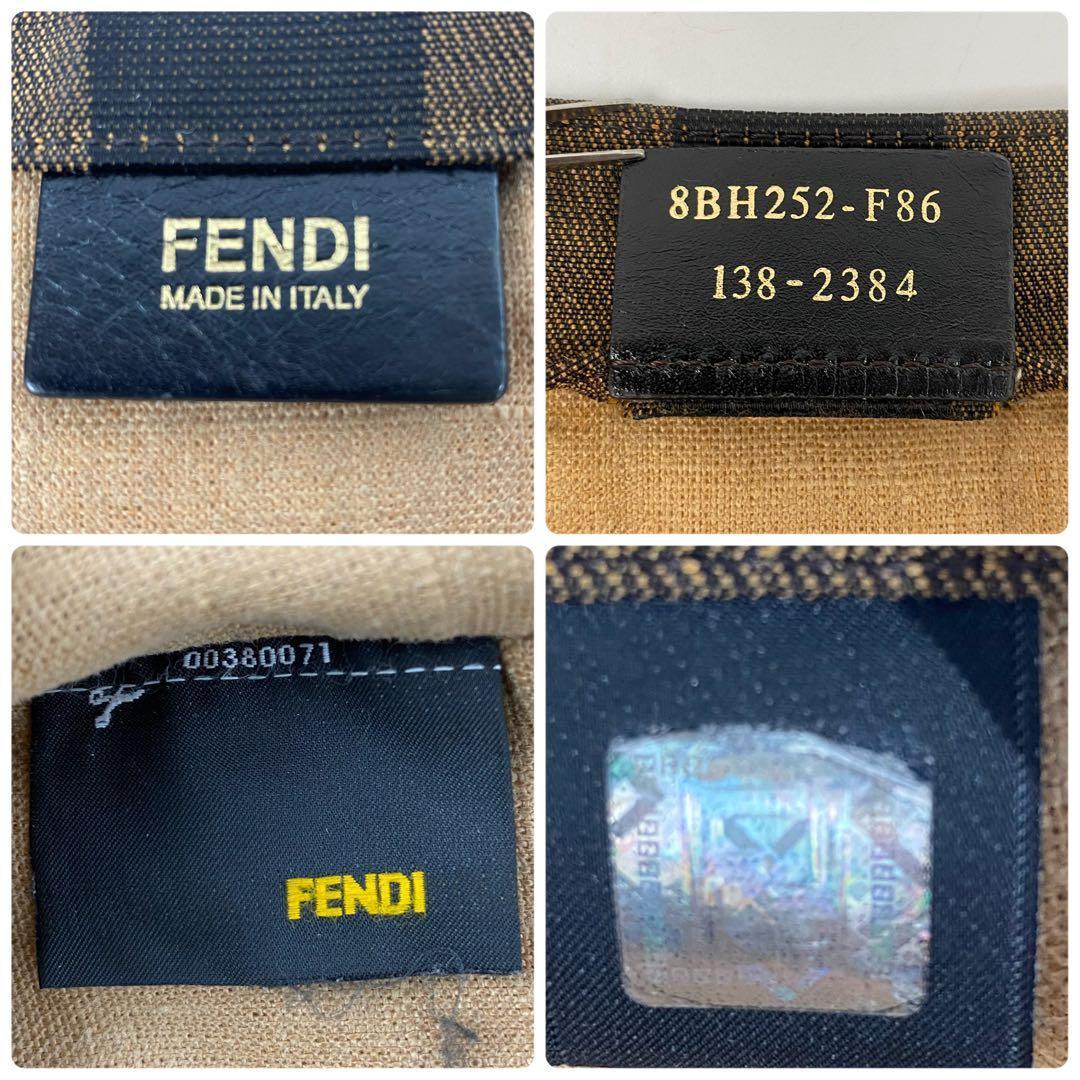 FENDI
MADE IN ITALY
8BH252-F86
138-2384
00380071
FENDI